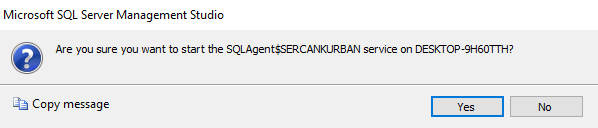 Microsoft SQL Server Management Studio
Are you sure you want to start the SQLAgent$SERCANKURBAN service on DESKTOP-9H60TTH?
Copy message
Yes
No